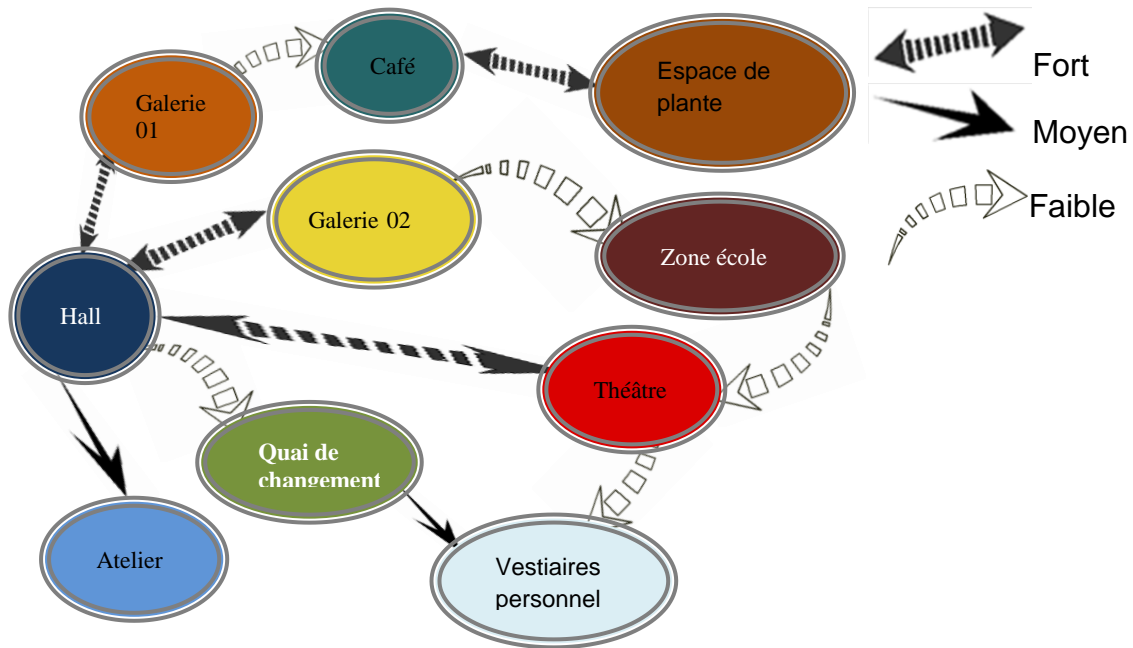 Café
Espace de
plante
Fort
Galerie
01
Moyen
Galerie 02
Faible
Zone école
Hall
Théâtre
Quai de
changement
Atelier
Vestiaires
personnel